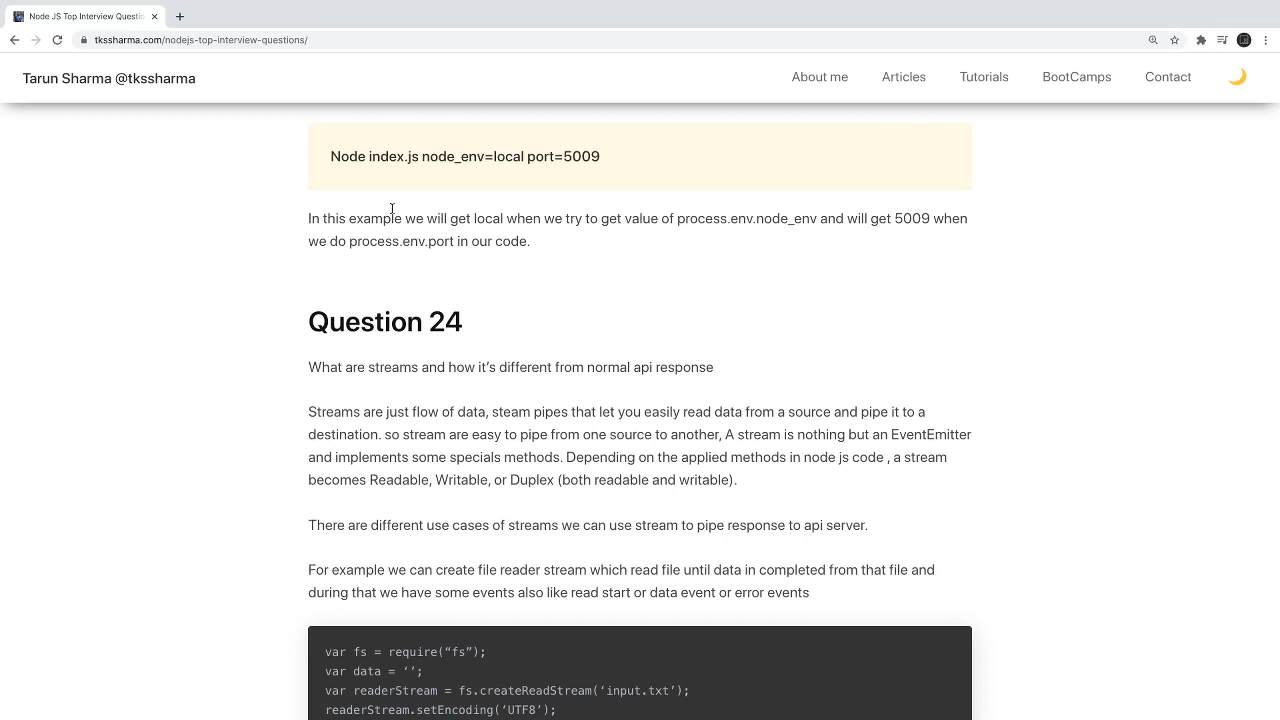 Node JS Top Interview Questio
tkssharma.com/nodejs-top-interview-questions/
Tarun Sharma @tkssharma
About me
Articles
Tutorials
BootCamps
Contact
Node index.js node_env=local port=5009
In this example we will get local when we try to get value of process.env.node_env and will get 5009 when
we do process.env.port in our code.
Question 24
What are streams and how it’s different from normal api response
Streams are just flow of data, steam pipes that let you easily read data from a source and pipe it to a
destination. so stream are easy to pipe from one source to another, A stream is nothing but an EventEmitter
and implements some specials methods. Depending on the applied methods in node js code , a stream
becomes Readable, Writable, or Duplex (both readable and writable).
There are different use cases of streams we can use stream to pipe response to api server.
For example we can create file reader stream which read file until data in completed from that file and
during that we have some events also like read start or data event or error events
var fs = require(“fs”);
var data = ‘’;
var readerStream = fs.createReadStream(‘input.txt’);
readerStream.setEncoding(‘UTF8’);